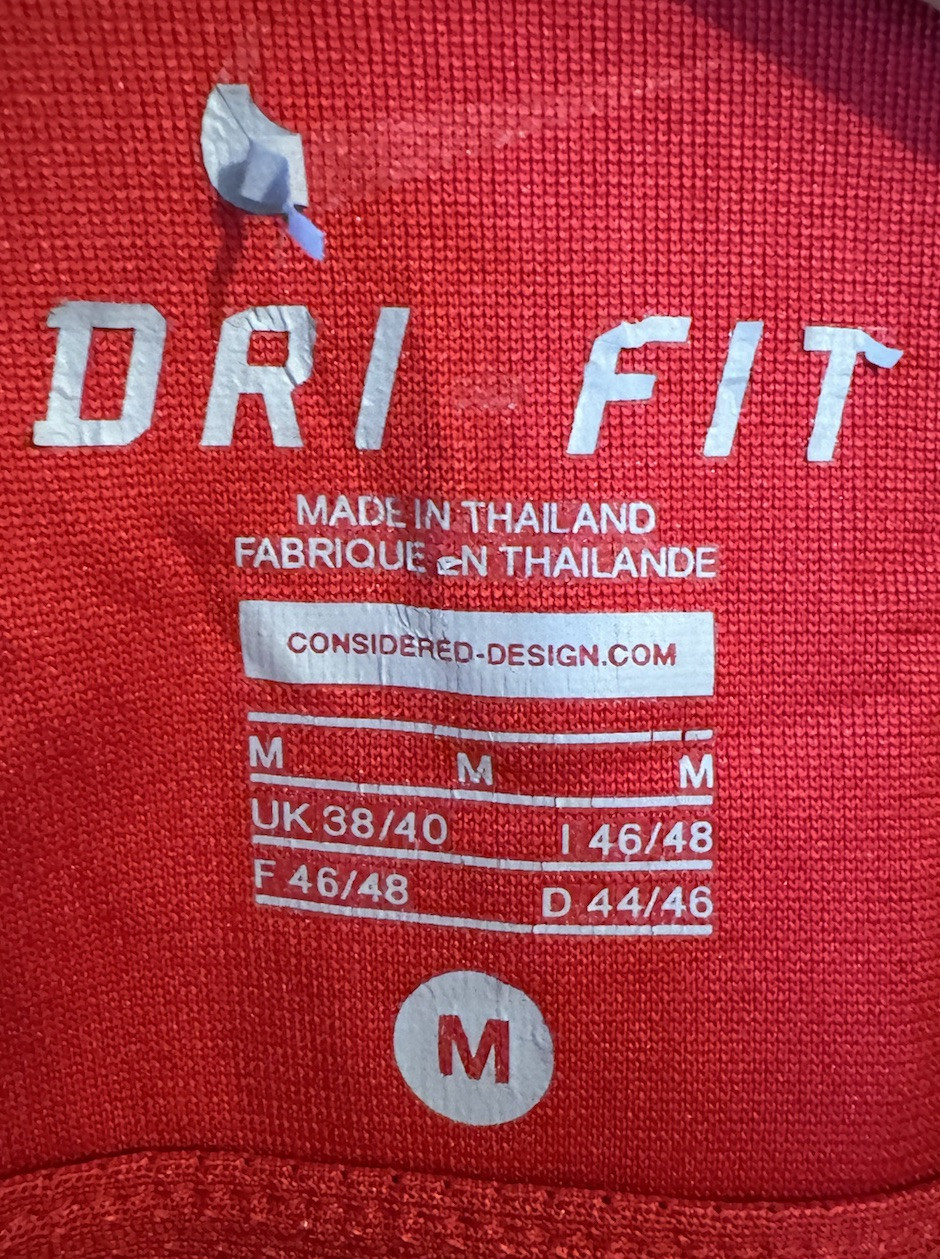 DRI FIT
MADE IN THAILAND
FABRIQUE EN THAILANDE
CONSIDERED-DESIGN.COM
M M M
UK 38/40 I 46/48
F 46/48 D 44/46
M